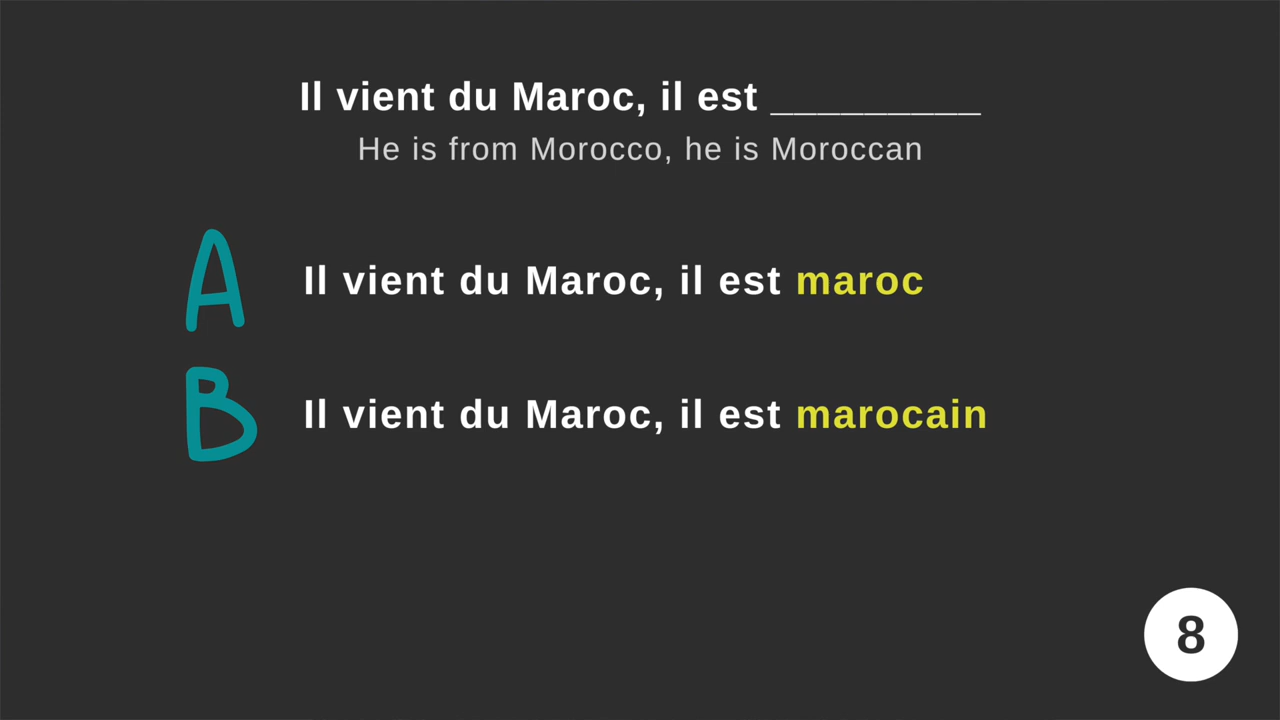 Il vient du Maroc, il est _________
He is from Morocco, he is Moroccan
A Il vient du Maroc, il est maroc
B Il vient du Maroc, il est marocain
8